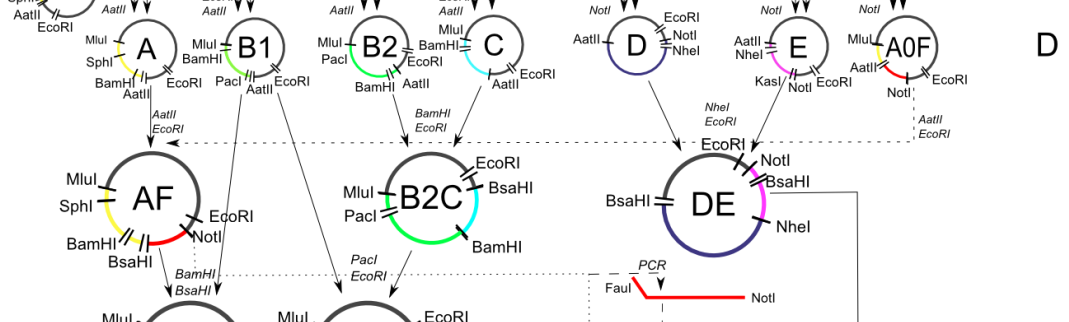 AatII
AatII
AatII
AatII
NotI
NotI
NotI
AatII
EcoRI
MluI
SphI
A
BamHI
AatII
EcoRI
MluI
BamHI
B1
PacI
AatII
EcoRI
MluI
PacI
B2
EcoRI
BamHI
AatII
MluI
BamHI
C
EcoRI
AatII
AatII
D
EcoRI
NotI
NheI
AatII
NheI
E
KasI
NotI
EcoRI
MluI
AatII
A0F
NotI
EcoRI
D
AatII
EcoRI
BamHI
EcoRI
NheI
EcoRI
AatII
EcoRI
MluI
SphI
AF
EcoRI
NotI
BamHI
BsaHI
MluI
PacI
B2C
EcoRI
BsaHI
BamHI
EcoRI
NotI
BsaHI
BsaHI
DE
NheI
BamHI
BsaHI
PacI
EcoRI
PCR
FauI
NotI
MluI
MluI
EcoRI